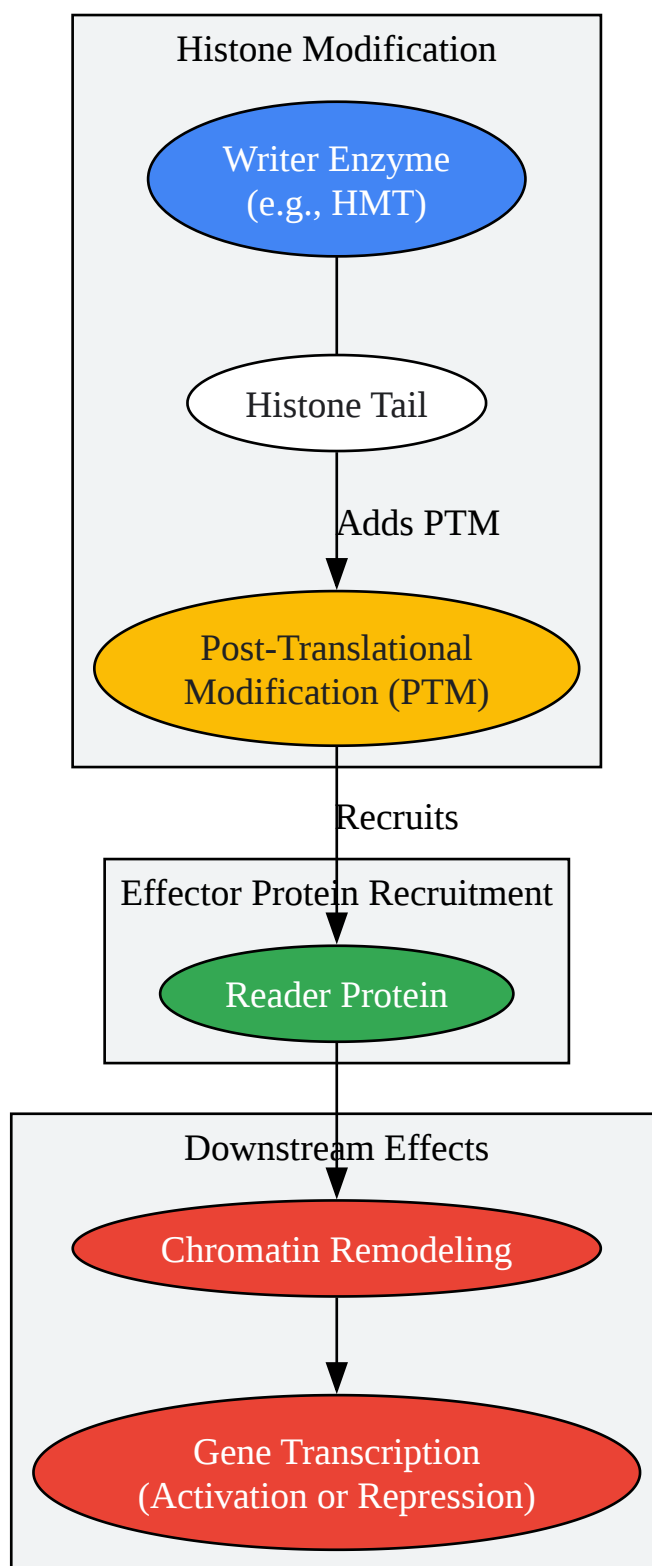 Histone Modification
Writer Enzyme
(e.g., HMT)
Histone Tail
Adds PTM
Post-Translational
Modification (PTM)
Recruits
Effector Protein Recruitment
Reader Protein
Downstream Effects
Chromatin Remodeling
Gene Transcription
(Activation or Repression)